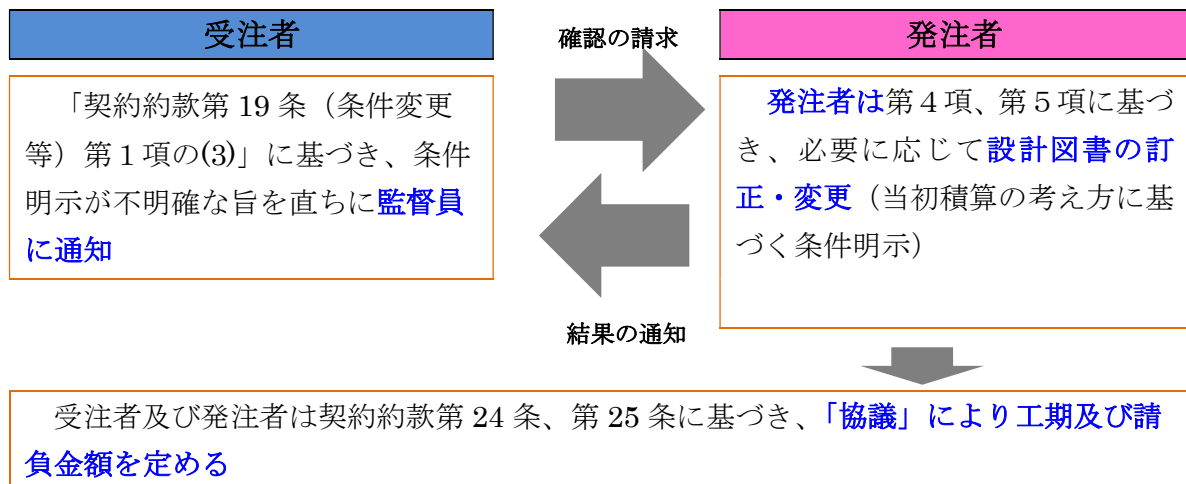 受注者
確認の請求
発注者
「契約約款第 19 条（条件変更
等）第１項の(3)」に基づき、条件
明示が不明確な旨を直ちに監督員
に通知
発注者は第４項、第５項に基づ
き、必要に応じて設計図書の訂
正・変更（当初積算の考え方に基
づく条件明示）
結果の通知
受注者及び発注者は契約約款第 24 条、第 25 条に基づき、「協議」により工期及び請
負金額を定める